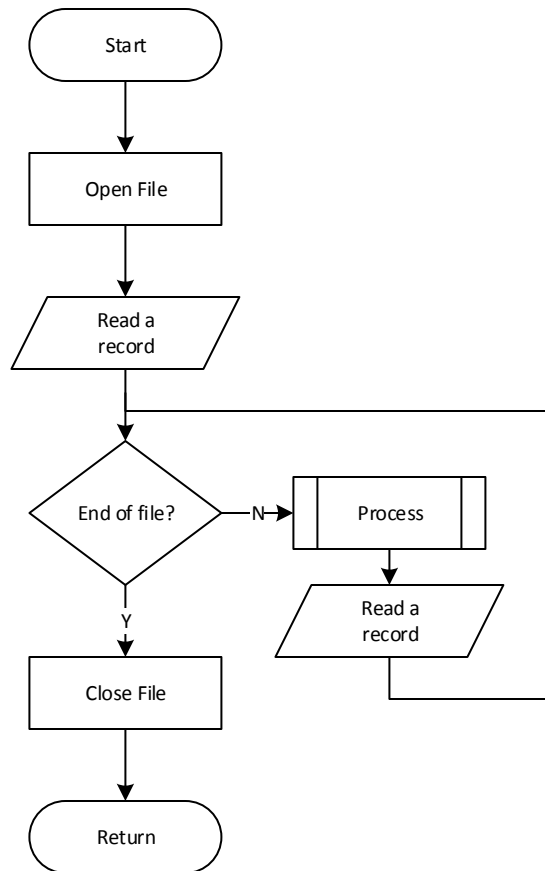 Start
Open File
Read a
record
End of file?
N
Process
Read a
record
Y
Close File
Return